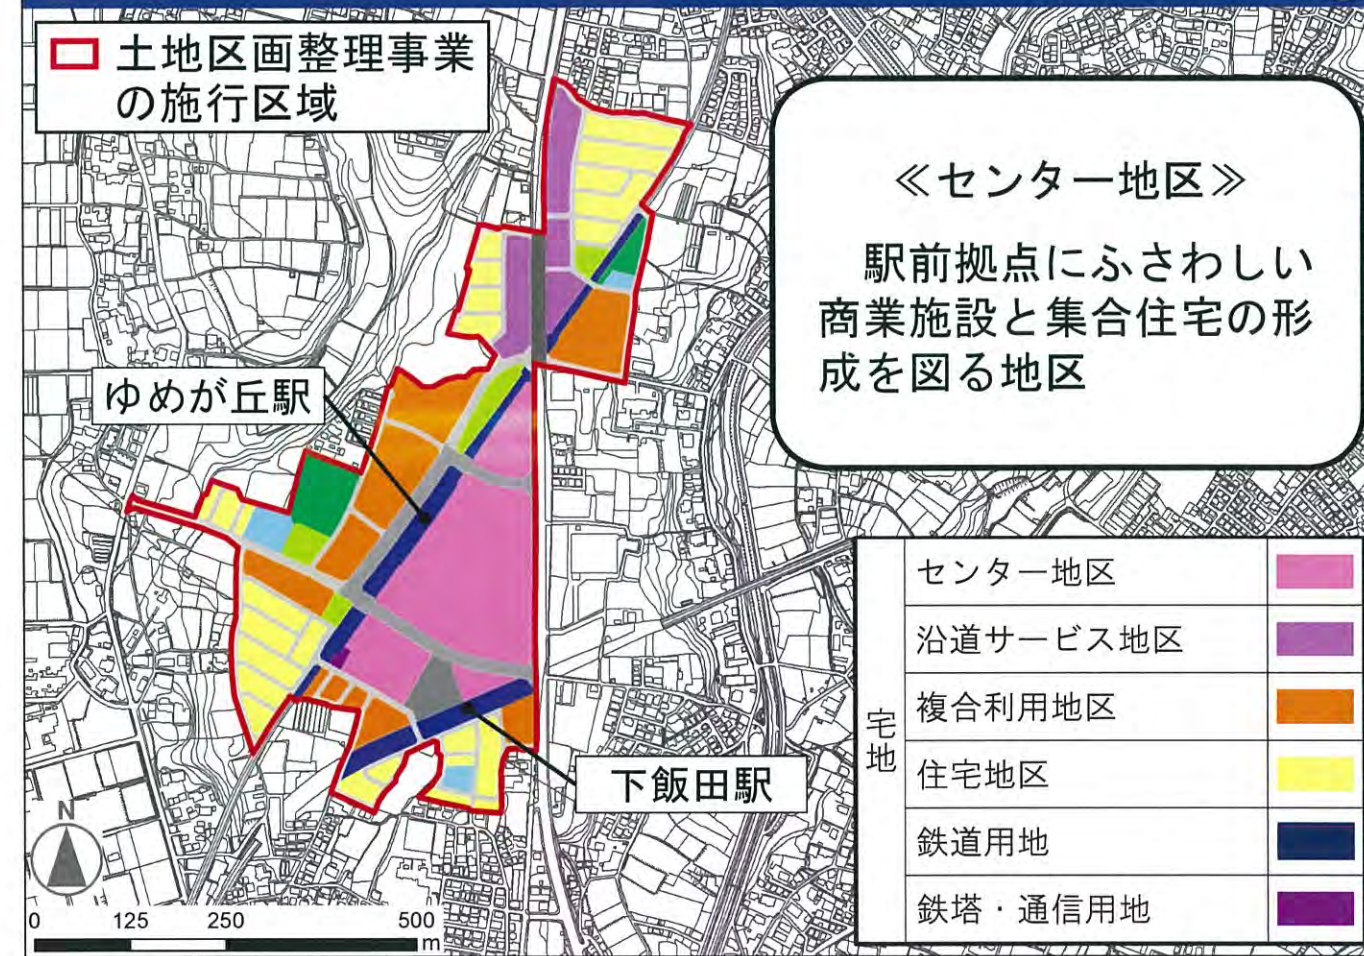 土地区画整理事業
の施行区域
≪センター地区≫
駅前拠点にふさわしい
商業施設と集合住宅の形
成を図る地区
ゆめが丘駅
下飯田駅
宅地
センター地区
沿道サービス地区
複合利用地区
住宅地区
鉄道用地
鉄塔・通信用地
N
0 125 250 500
m